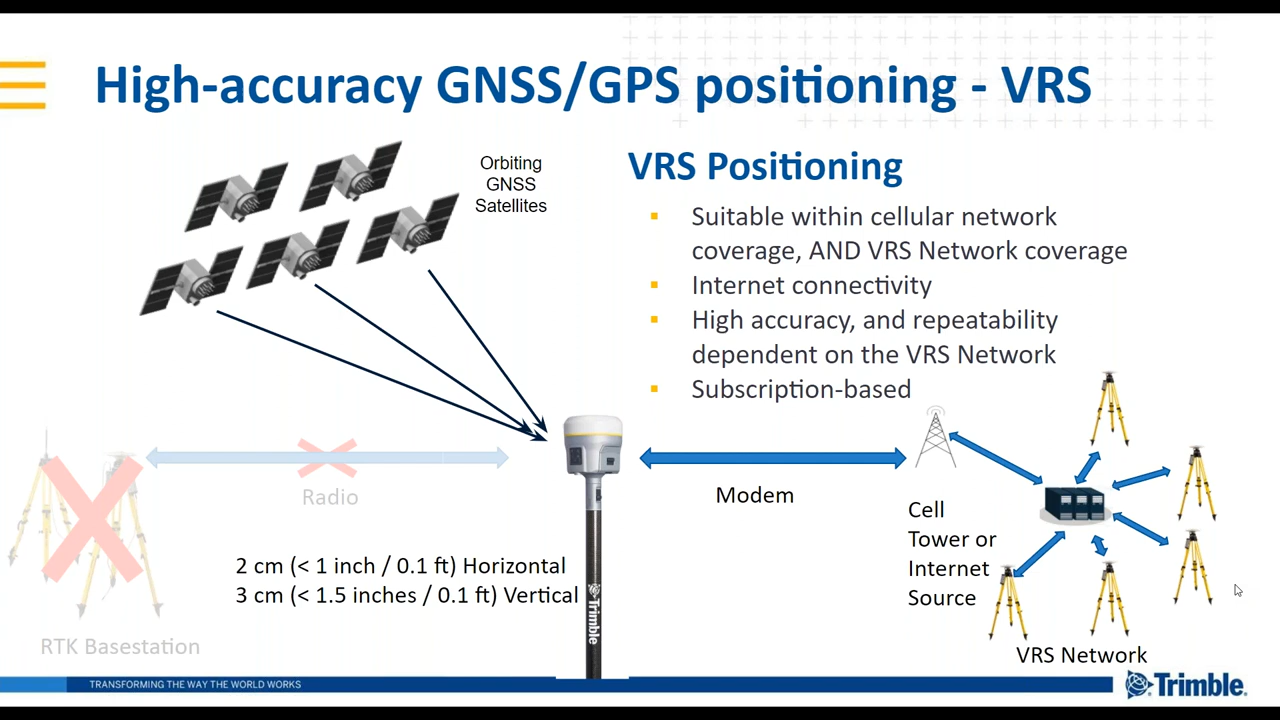 High-accuracy GNSS/GPS positioning - VRS
Orbiting
GNSS
Satellites
VRS Positioning
Suitable within cellular network
coverage, AND VRS Network coverage
Internet connectivity
High accuracy, and repeatability
dependent on the VRS Network
Subscription-based
Radio
Modem
Cell
Tower or
Internet
Source
2 cm (< 1 inch / 0.1 ft) Horizontal
3 cm (< 1.5 inches / 0.1 ft) Vertical
Trimble
RTK Basestation
VRS Network
TRANSFORMING THE WAY THE WORLD WORKS
Trimble.